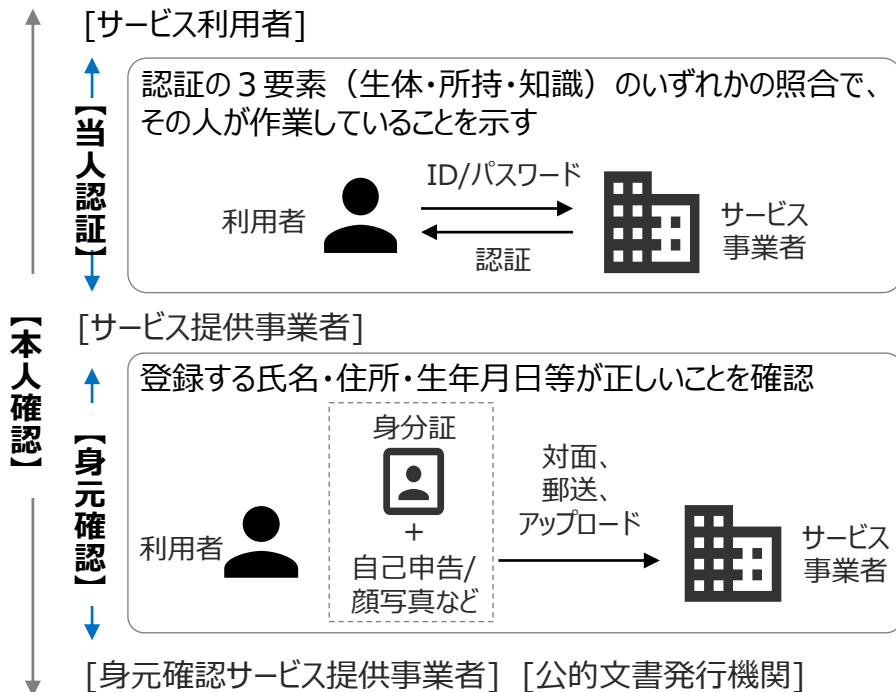 [サービス利用者]
【当人認証】
認証の３要素（生体・所持・知識）のいずれかの照合で、
その人が作業していることを示す
ID/パスワード
利用者
サービス
事業者
認証
[サービス提供事業者]
【本人確認】
【身元確認】
登録する氏名・住所・生年月日等が正しいことを確認
身分証
+
自己申告/
顔写真など
対面、
郵送、
アップロード
利用者
サービス
事業者
[身元確認サービス提供事業者] [公的文書発行機関]